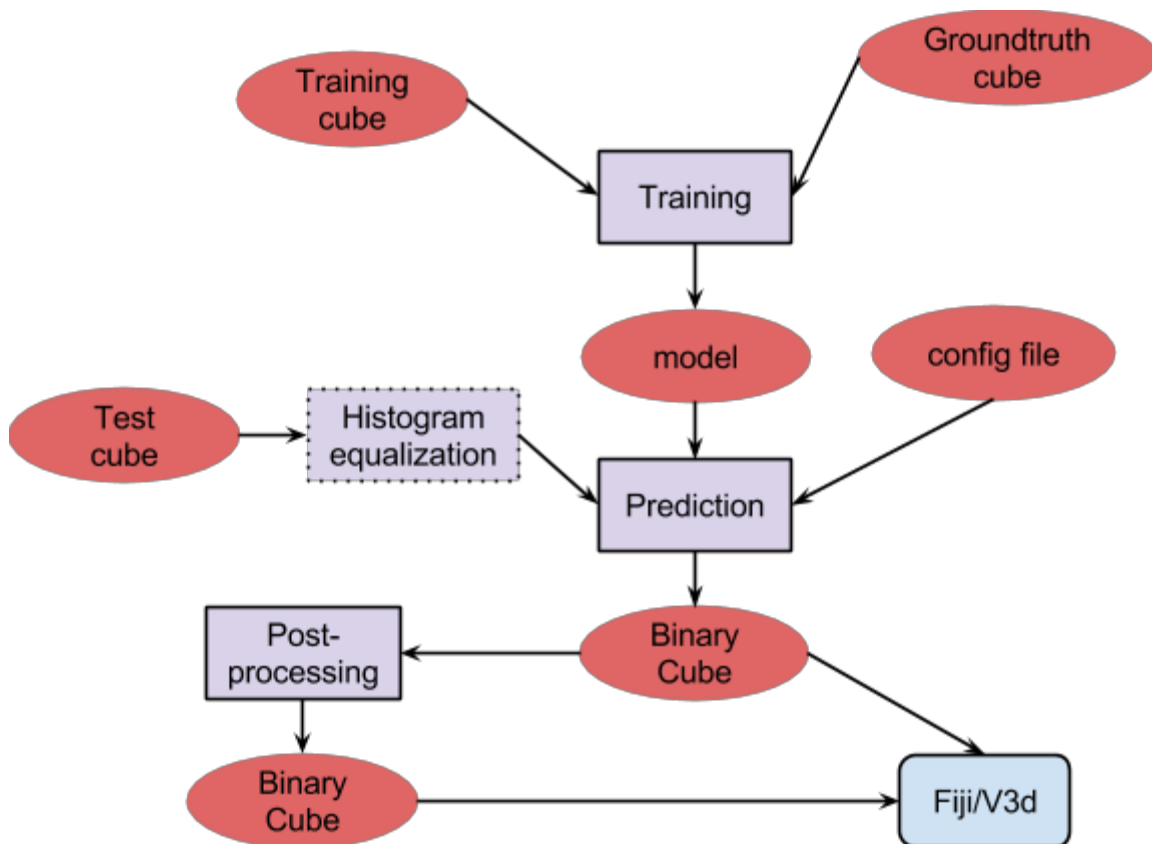 Groundtruth
cube
Training
cube
Training
model
config file
Test
cube
Histogram
equalization
Prediction
Post-
processing
Binary
Cube
Binary
Cube
Fiji/V3d